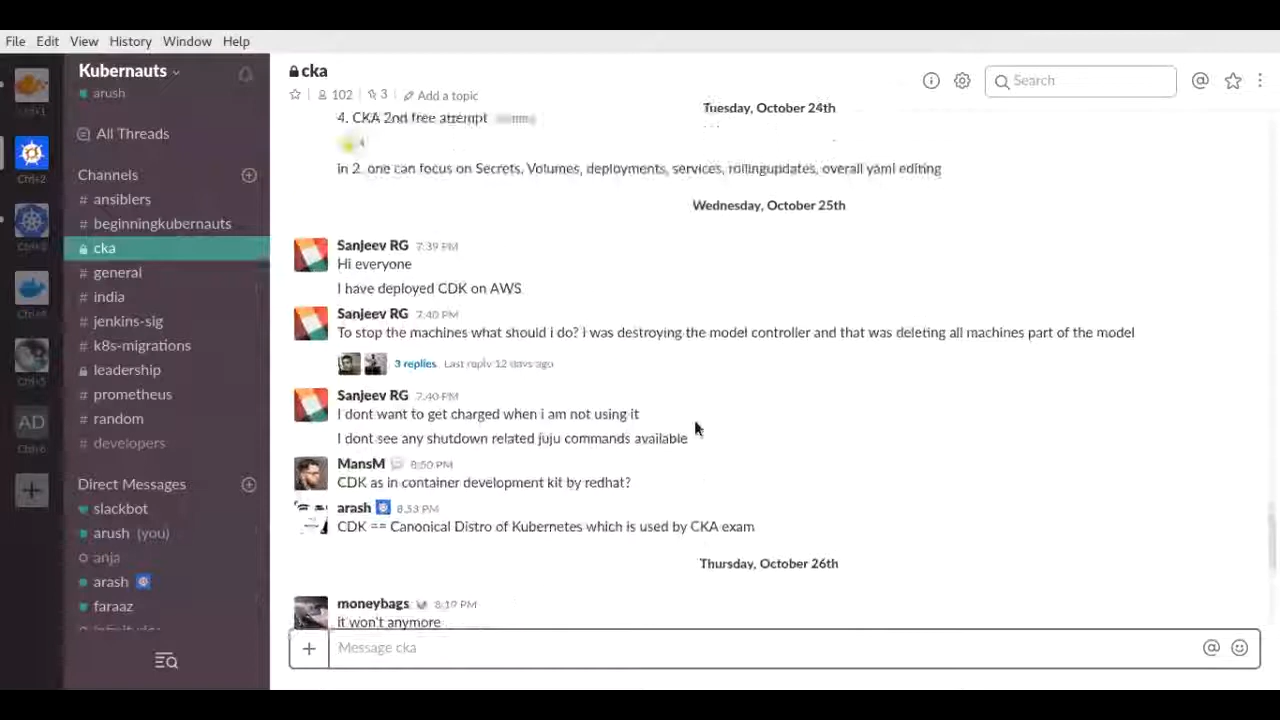 File Edit View History Window Help
Kubernauts
arush
All Threads
Channels
# ansiblers
# beginningkubernauts
cka
# general
# india
# jenkins-sig
# k8s-migrations
leadership
# prometheus
# random
# developers
Direct Messages
slackbot
arush (you)
anja
arash
faraaz
Ctrl+1
Ctrl+2
AD
cka
102 3 Add a topic
Search
Tuesday, October 24th
4. CKA 2nd free attempt
in 2. one can focus on Secrets, Volumes, deployments, services, rollingupdates, overall yaml editing
Wednesday, October 25th
Sanjeev RG 7:39 PM
Hi everyone
I have deployed CDK on AWS
Sanjeev RG 7:40 PM
To stop the machines what should i do? i was destroying the model controller and that was deleting all machines part of the model
3 replies Last reply 12 days ago
Sanjeev RG 7:40 PM
I dont want to get charged when i am not using it
I dont see any shutdown related juju commands available
MansM 8:50 PM
CDK as in container development kit by redhat?
arash 8:53 PM
CDK == Canonical Distro of Kubernetes which is used by CKA exam
Thursday, October 26th
moneybags 8:19 PM
it won't anymore
Message cka